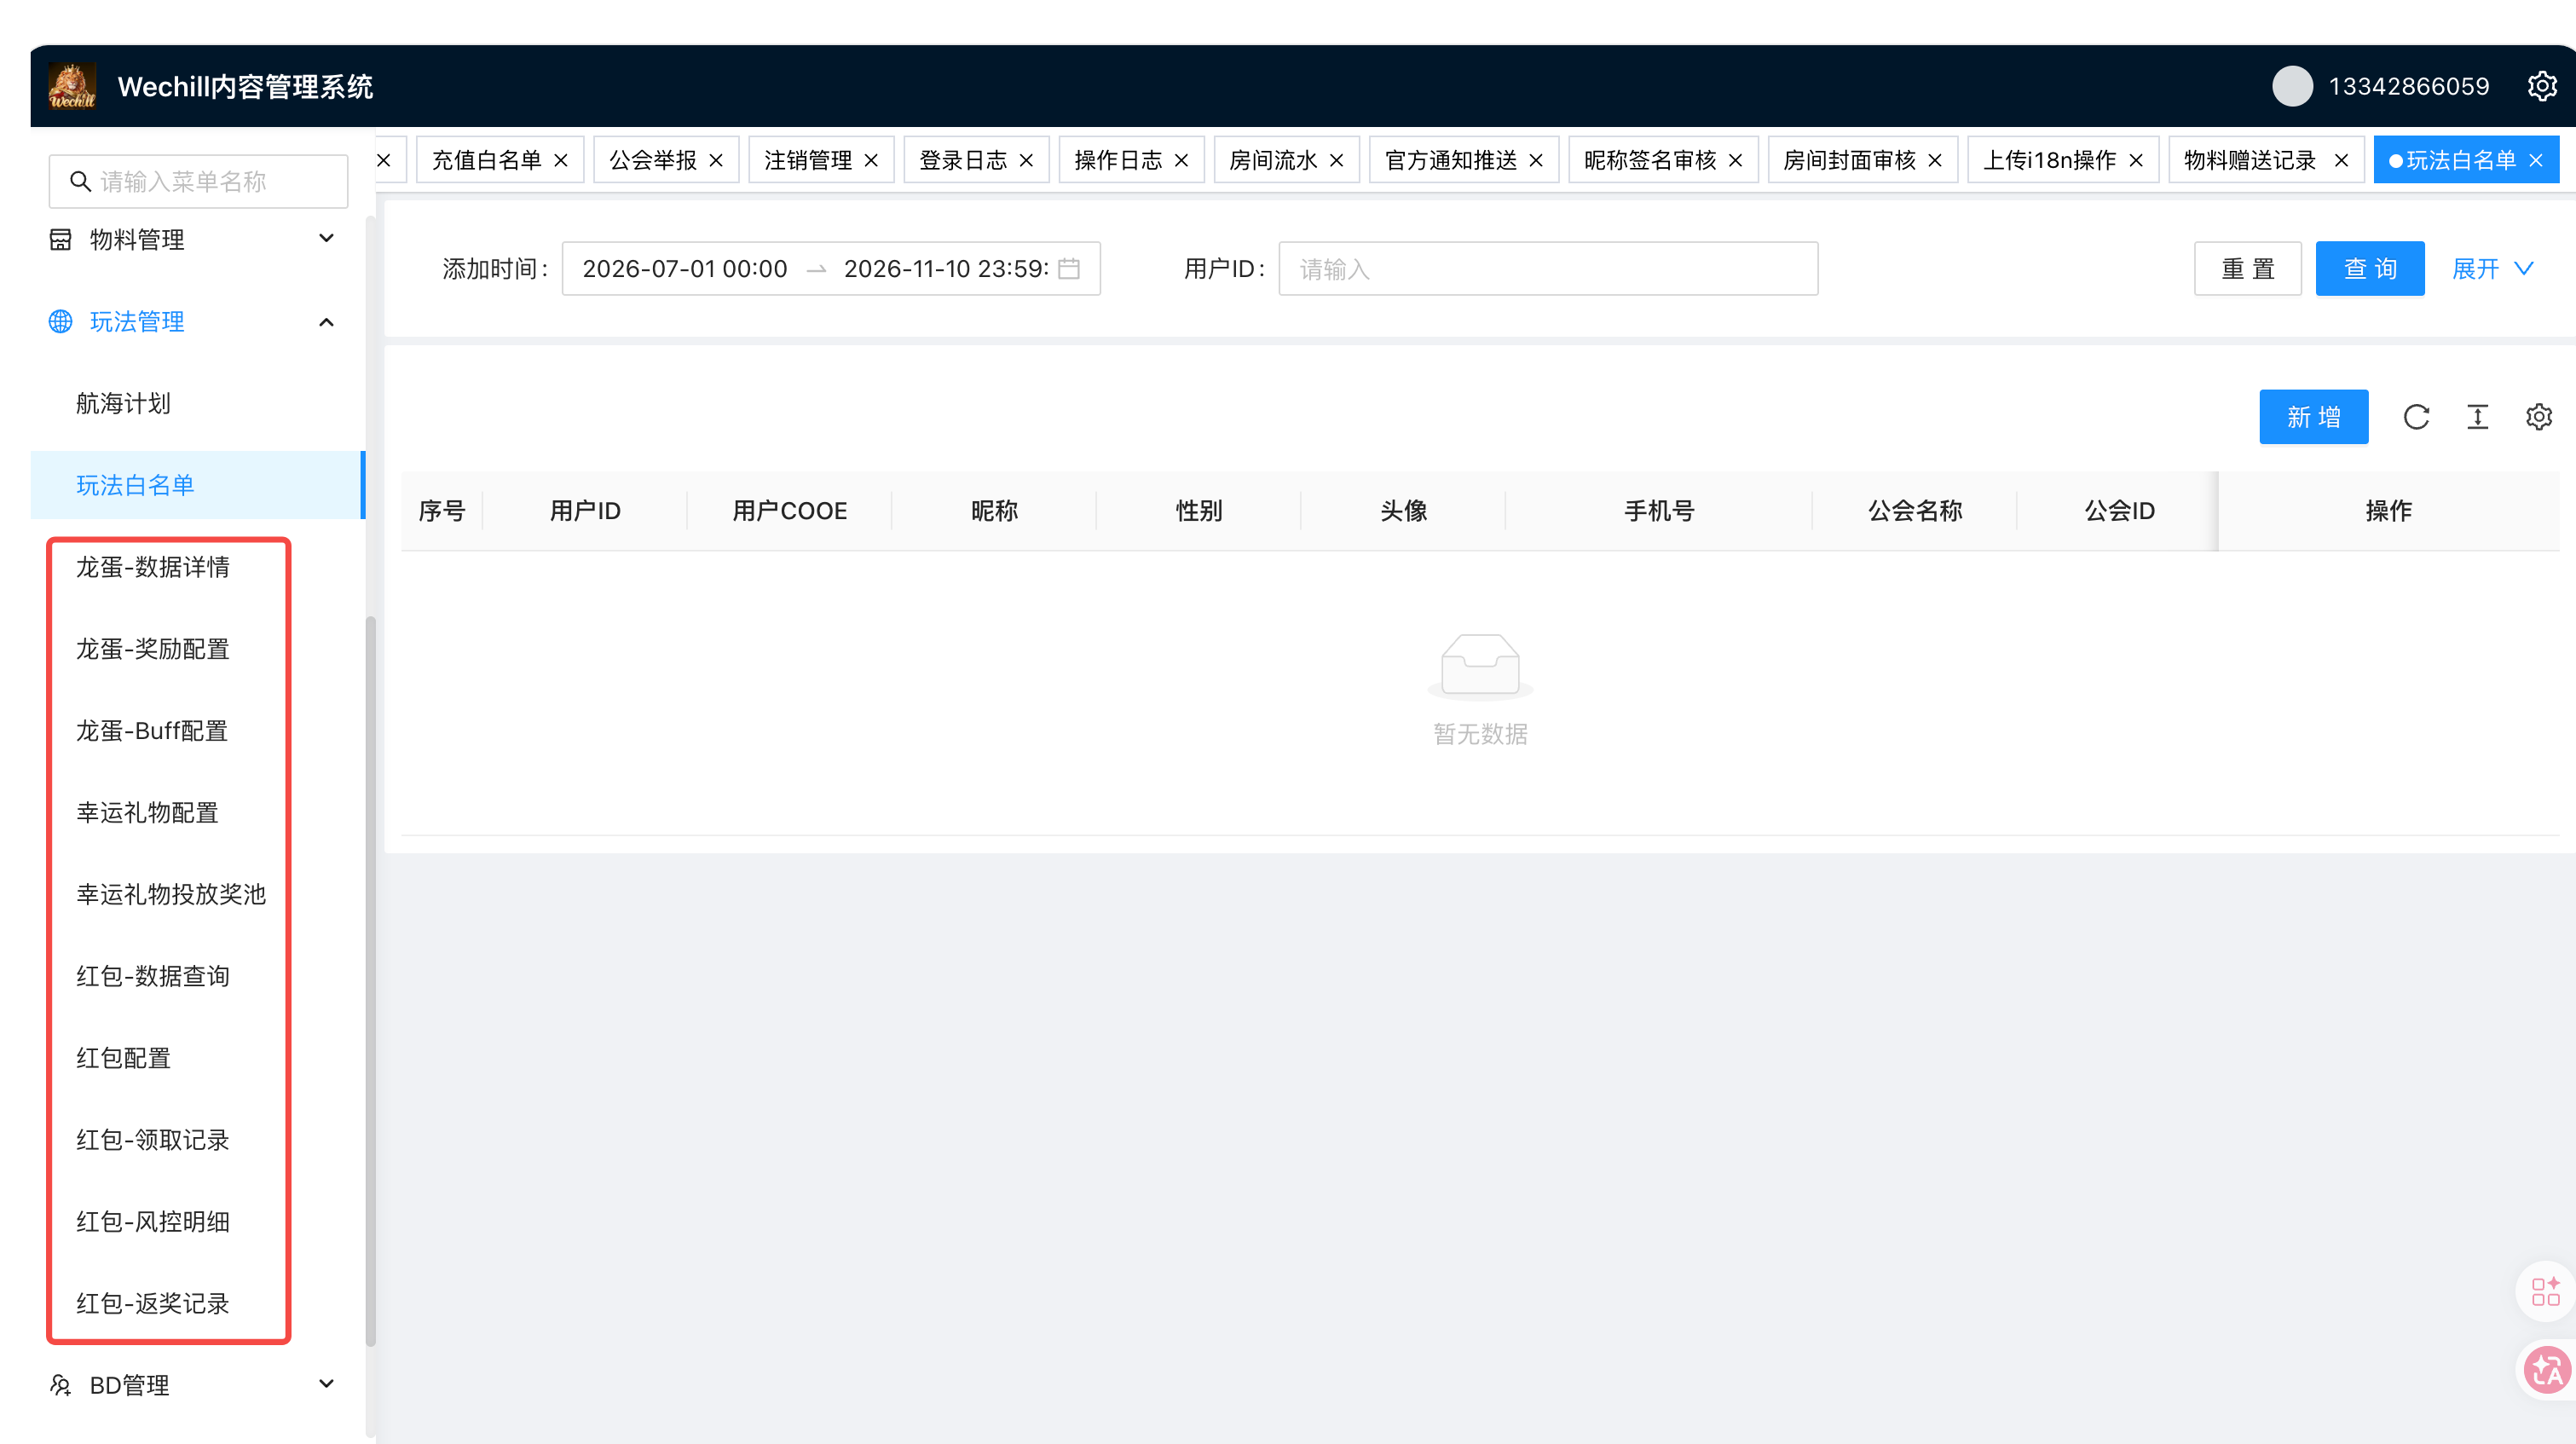 Wechill内容管理系统
13342866059
请输入菜单名称
充值白名单 公会举报 注销管理 登录日志 操作日志 房间流水 官方通知推送 昵称签名审核 房间封面审核 上传i18n操作 物料赠送记录 玩法白名单
物料管理
添加时间: 2026-07-01 00:00 → 2026-11-10 23:59: 用户ID: 请输入 重 置 查 询 展开
玩法管理
航海计划
新 增
玩法白名单
序号 用户ID 用户COOE 昵称 性别 头像 手机号 公会名称 公会ID 操作
龙蛋-数据详情
龙蛋-奖励配置
龙蛋-Buff配置
暂无数据
幸运礼物配置
幸运礼物投放奖池
红包-数据查询
红包配置
红包-领取记录
红包-风控明细
红包-返奖记录
BD管理